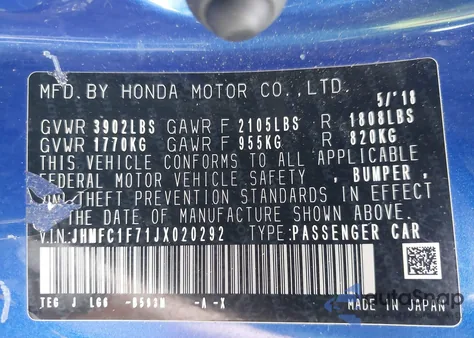 MFG.BY HONDA MOTOR CO.,LTD.
5/'18
GVWR 3902LBS GAWR F 2105LBS R 1808LBS
GVWR 1770KG GAWR F 955KG R 820KG
THIS VEHICLE CONFORMS TO ALL APPLICABLE
FEDERAL MOTOR VEHICLE SAFETY , BUMPER ,
THEFT PREVENTION STANDARDS IN EFFECT
THE DATE OF MANUFACTURE SHOWN ABOVE.
V.I.N:JHMFC1F71JX020292 TYPE:PASSENGER CAR
TEG J -A -X MADE IN JAPAN